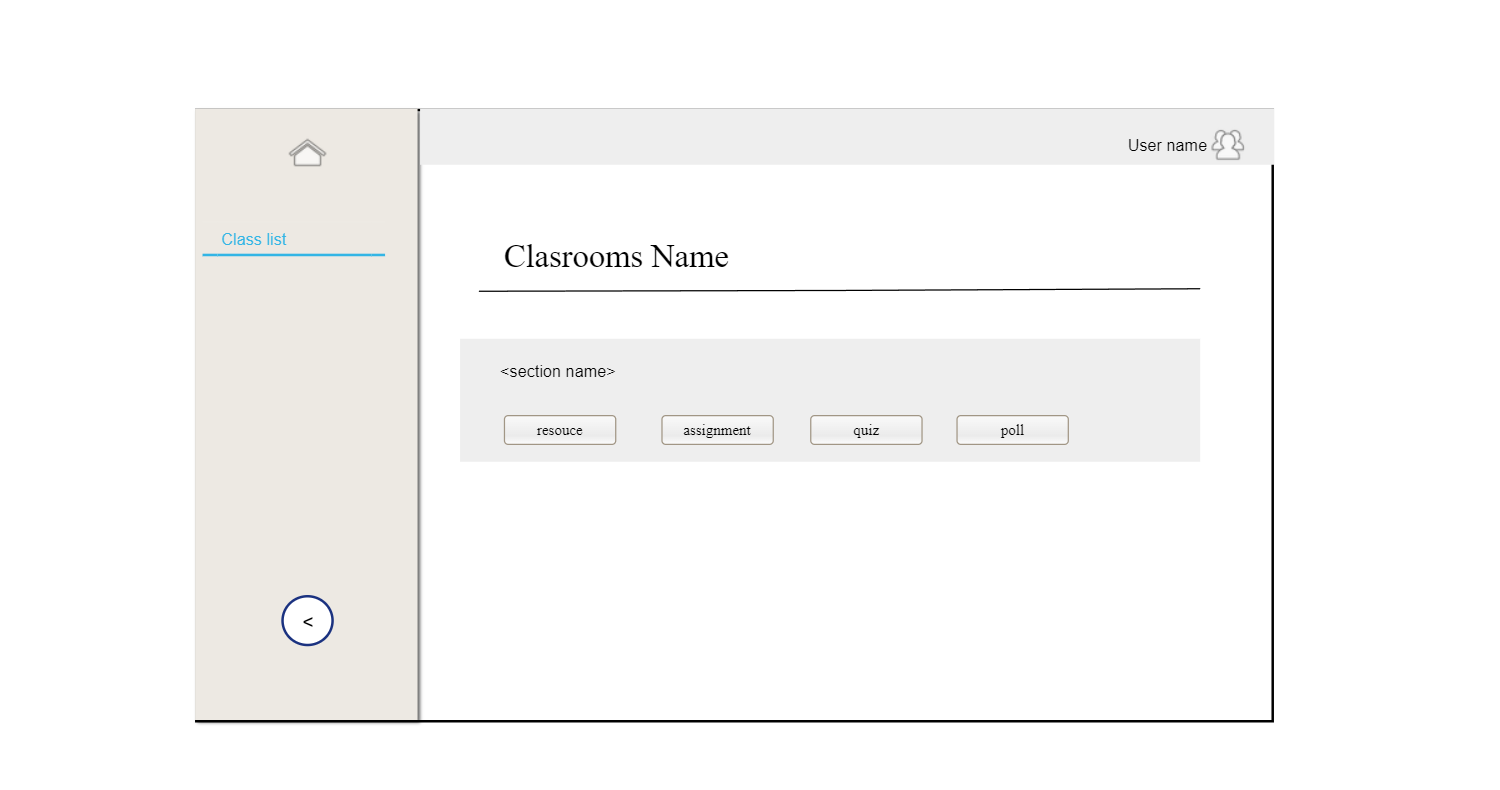 User name
Class list
Clasrooms Name
<section name>
resouce assignment quiz poll
<